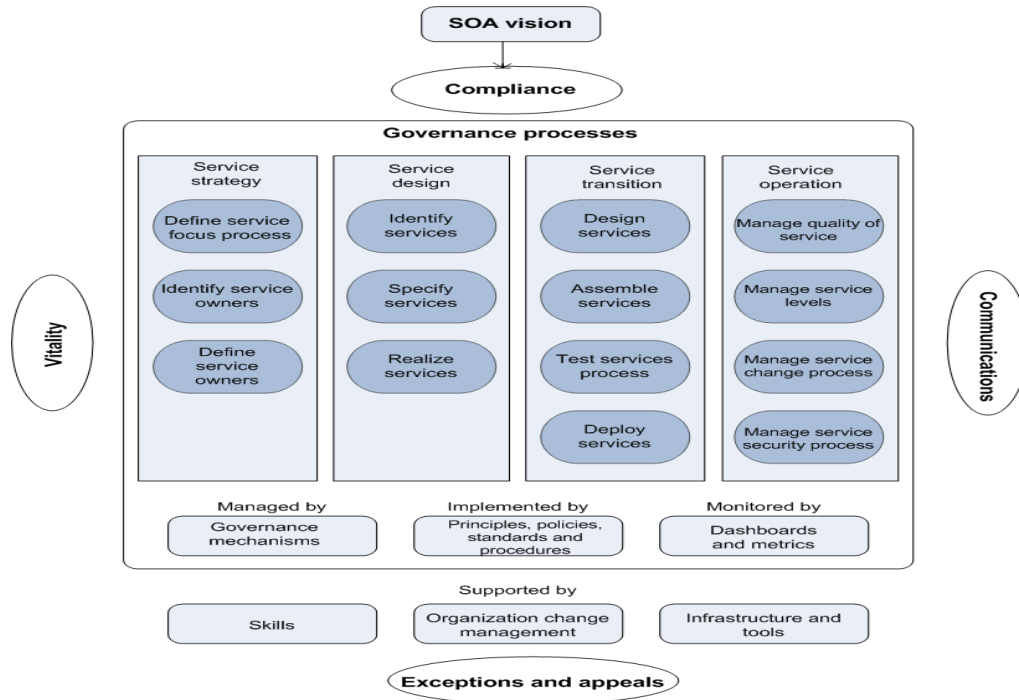 SOA vision
Compliance
Governance processes
Service
strategy
Define service
focus process
Identify service
owners
Define
service
owners
Service
design
Identify
services
Specify
services
Realize
services
Service
transition
Design
services
Assemble
services
Test services
process
Deploy
services
Service
operation
Manage quality of
service
Manage service
levels
Manage service
change process
Manage service
security process
Vitality
Communications
Managed by
Governance
mechanisms
Implemented by
Principles, policies,
standards and
procedures
Monitored by
Dashboards
and metrics
Supported by
Skills
Organization change
management
Infrastructure and
tools
Exceptions and appeals